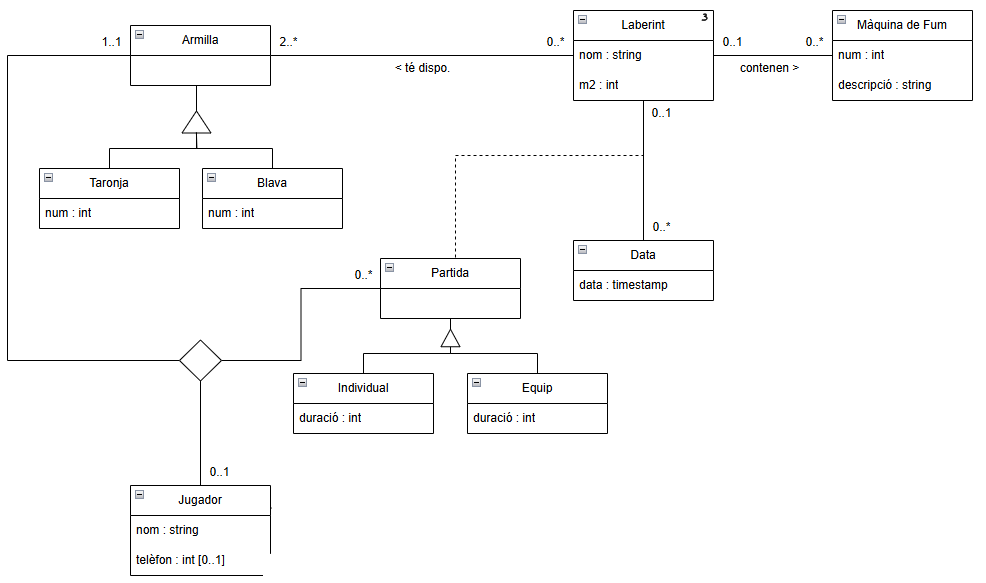 Armilla
1..1
2..*
< té dispo.
0..*
Laberint
3
nom : string
m2 : int
0..1
contenen >
0..*
Màquina de Fum
num : int
descripció : string
0..1
Taronja
num : int
Blava
num : int
0..*
Data
data : timestamp
0..*
Partida
Individual
duració : int
Equip
duració : int
0..1
Jugador
nom : string
telèfon : int [0..1]